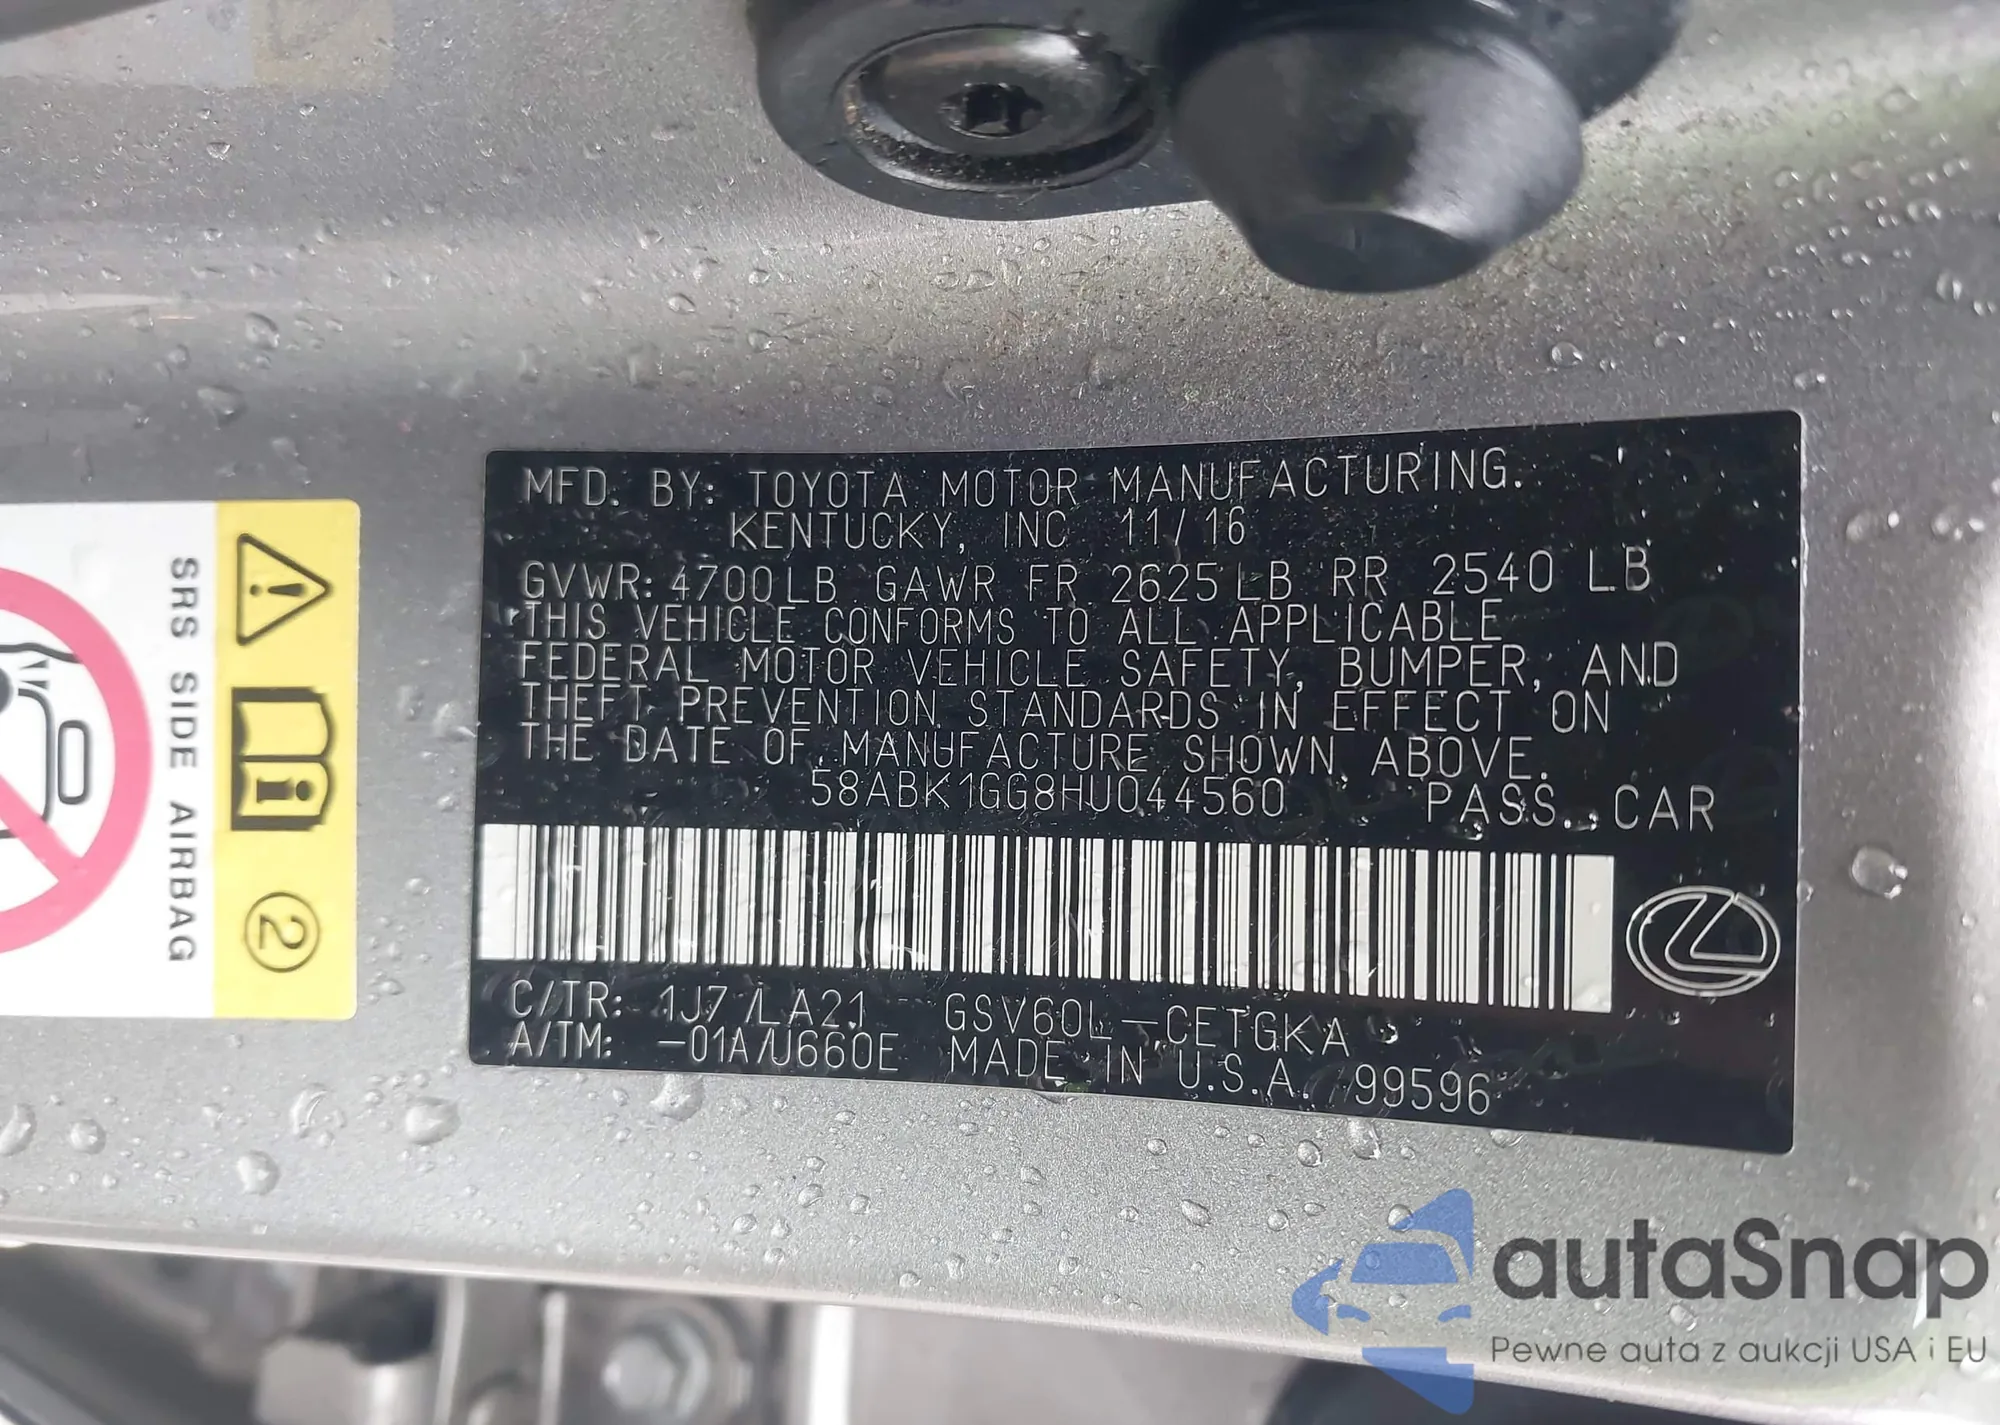 MFD. BY: TOYOTA MOTOR MANUFACTURING.
KENTUCKY, INC 11/16
GVWR: 4700LB GAWR FR 2625LB RR 2540 LB
THIS VEHICLE CONFORMS TO ALL APPLICABLE
FEDERAL MOTOR VEHICLE SAFETY, BUMPER, AND
THEFT PREVENTION STANDARDS IN EFFECT ON
THE DATE OF MANUFACTURE SHOWN ABOVE.
58ABK1GG8HU044560 PASS. CAR
C/TR: 1J7/LA21 GSV60L-CETGKA
A/TM: -01A/U660E MADE IN U.S.A. 99596
SRS SIDE AIRBAG
2
autoSnap
Pewne auta z aukcji USA i EU